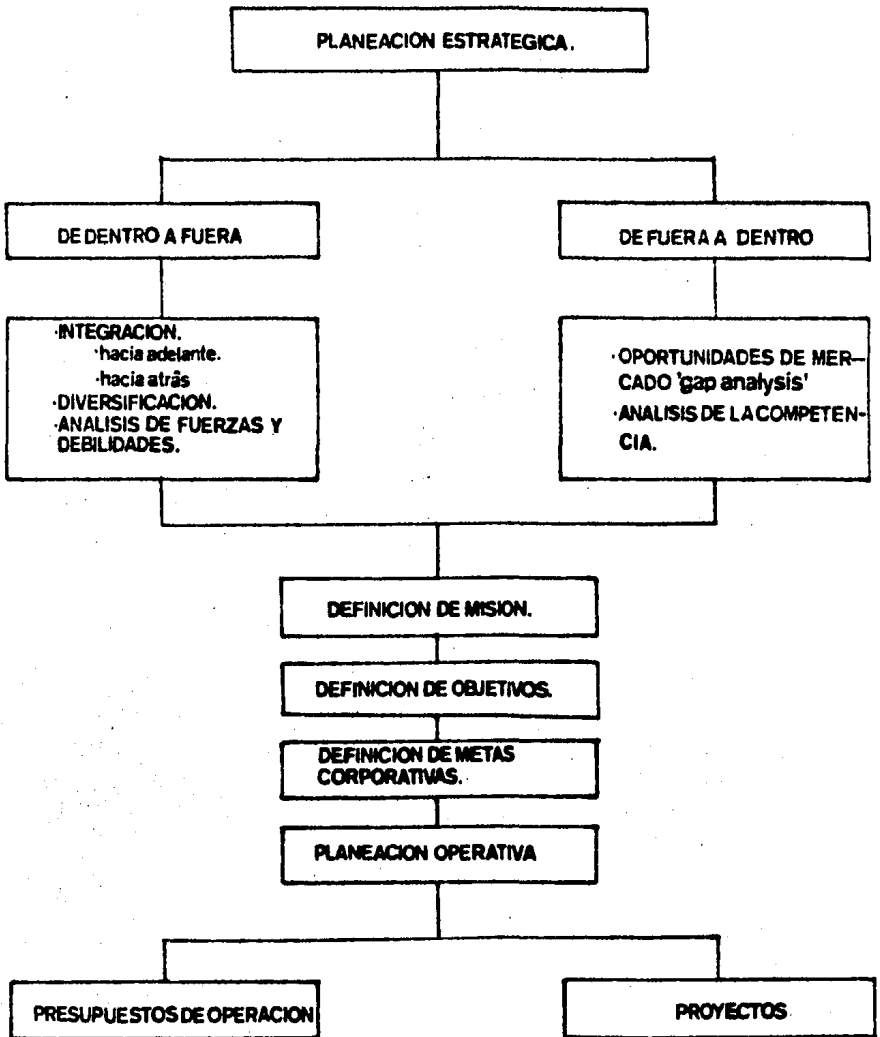 PLANEACION ESTRATEGICA.
DE DENTRO A FUERA
DE FUERA A DENTRO
·INTEGRACION.
·hacia adelante.
·hacia atrás
·DIVERSIFICACION.
·ANALISIS DE FUERZAS Y
DEBILIDADES.
·OPORTUNIDADES DE MER-
CADO 'gap analysis'
·ANALISIS DE LA COMPETEN-
CIA.
DEFINICION DE MISION.
DEFINICION DE OBJETIVOS.
DEFINICION DE METAS
CORPORATIVAS.
PLANEACION OPERATIVA
PRESUPUESTOS DE OPERACION
PROYECTOS